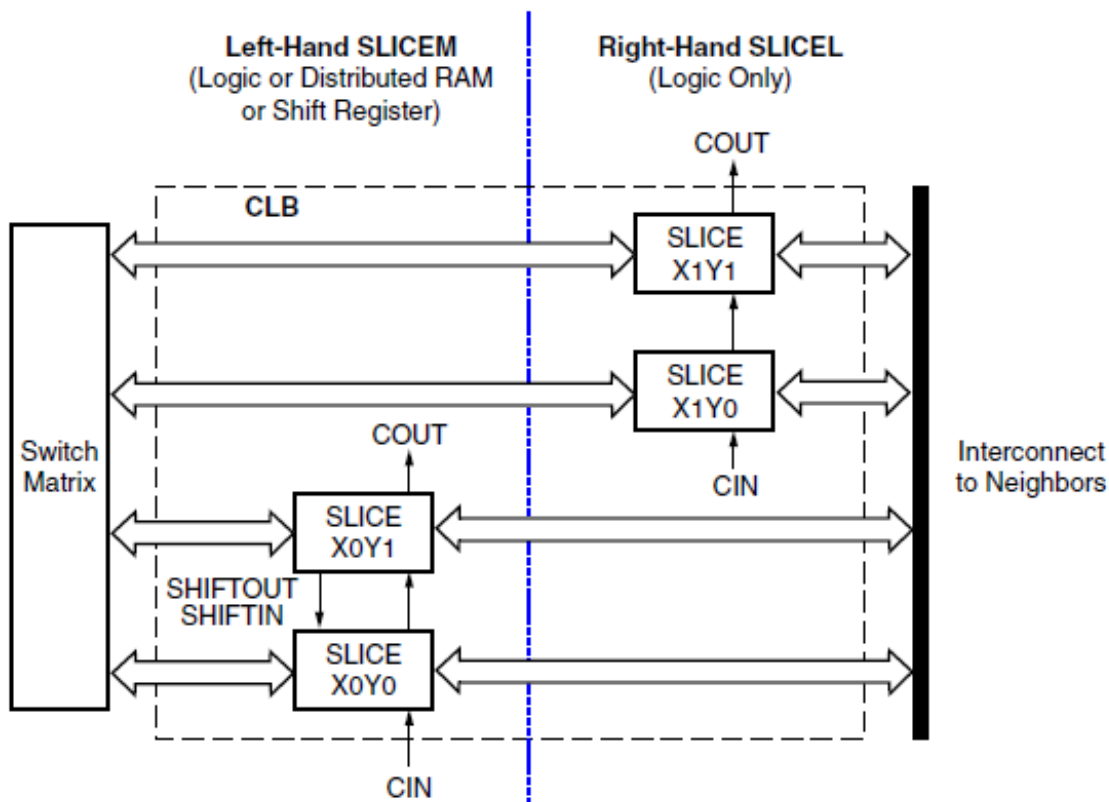 Left-Hand SLICEM
(Logic or Distributed RAM
or Shift Register)
Right-Hand SLICEL
(Logic Only)
COUT
CLB
SLICE
X1Y1
SLICE
X1Y0
COUT
CIN
Switch
Matrix
Interconnect
to Neighbors
SLICE
X0Y1
SHIFTOUT
SHIFTIN
SLICE
X0Y0
CIN